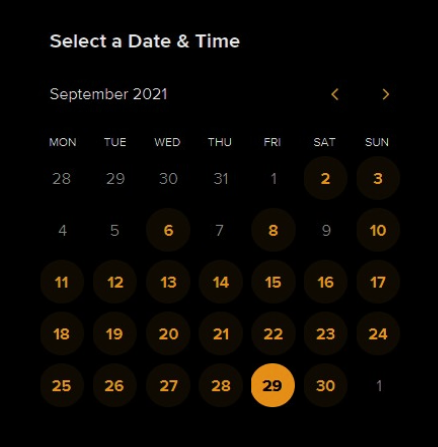 Select a Date & Time
September 2021
MON TUE WED THU FRI SAT SUN
28 29 30 31 1 2 3
4 5 6 7 8 9 10
11 12 13 14 15 16 17
18 19 20 21 22 23 24
25 26 27 28 29 30 1